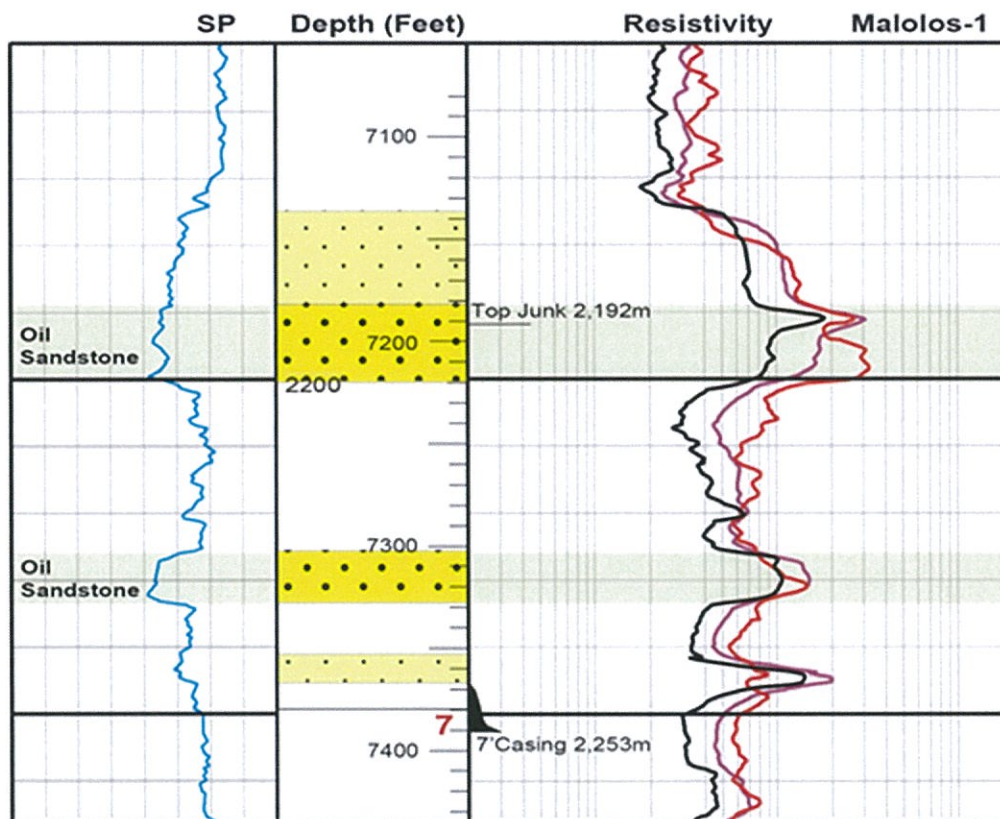 SP Depth (Feet) Resistivity Malolos-1
7100
Top Junk 2,192m
Oil
Sandstone
7200
2200
7300
Oil
Sandstone
7
7400
7'Casing 2,253m